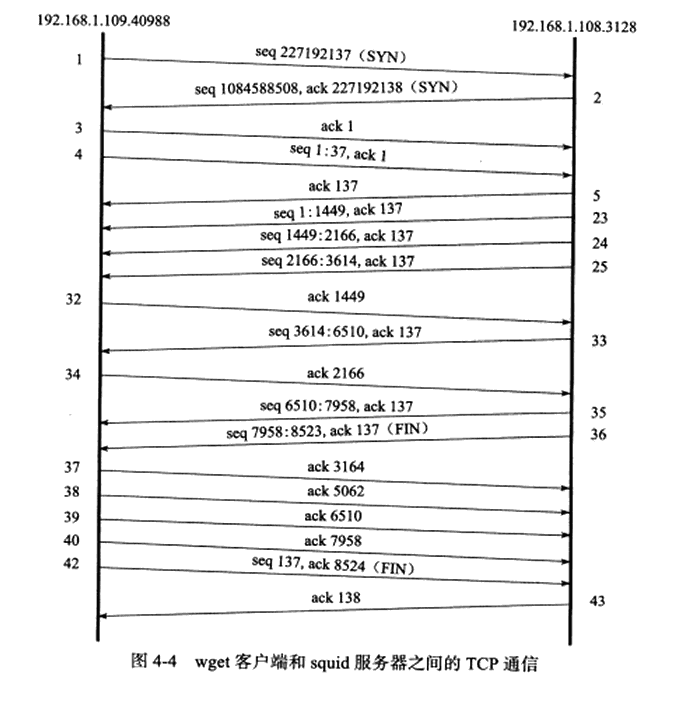 192.168.1.109.40988
192.168.1.108.3128
1
seq 227192137 (SYN)
seq 1084588508, ack 227192138 (SYN)
2
3
ack 1
4
seq 1:37, ack 1
ack 137
5
seq 1:1449, ack 137
23
seq 1449:2166, ack 137
24
seq 2166:3614, ack 137
25
32
ack 1449
seq 3614:6510, ack 137
33
34
ack 2166
seq 6510:7958, ack 137
35
seq 7958:8523, ack 137 (FIN)
36
37
ack 3164
38
ack 5062
39
ack 6510
40
ack 7958
42
seq 137, ack 8524 (FIN)
ack 138
43
图 4-4 wget 客户端和 squid 服务器之间的 TCP 通信